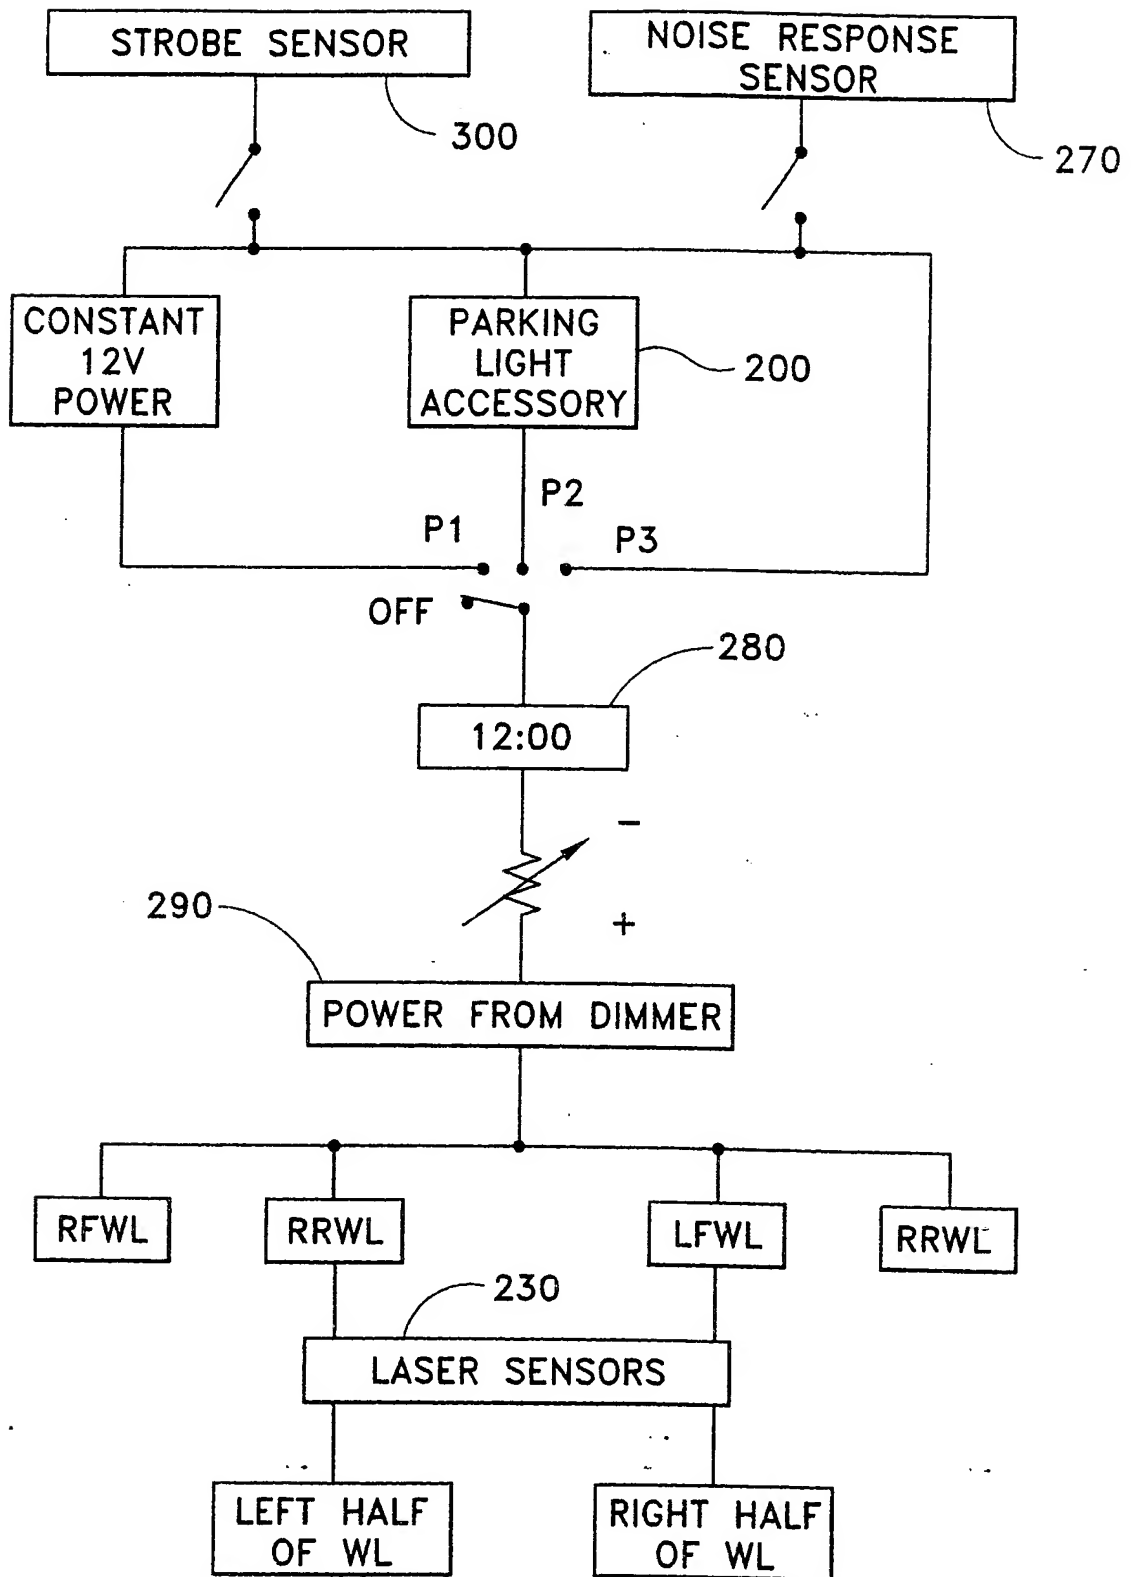 STROBE SENSOR
NOISE RESPONSE
SENSOR
300
270
CONSTANT
12V
POWER
PARKING
LIGHT
ACCESSORY
200
P2
P1
P3
OFF
280
12:00
−
290
+
POWER FROM DIMMER
RFWL
RRWL
LFWL
RRWL
230
LASER SENSORS
LEFT HALF
OF WL
RIGHT HALF
OF WL